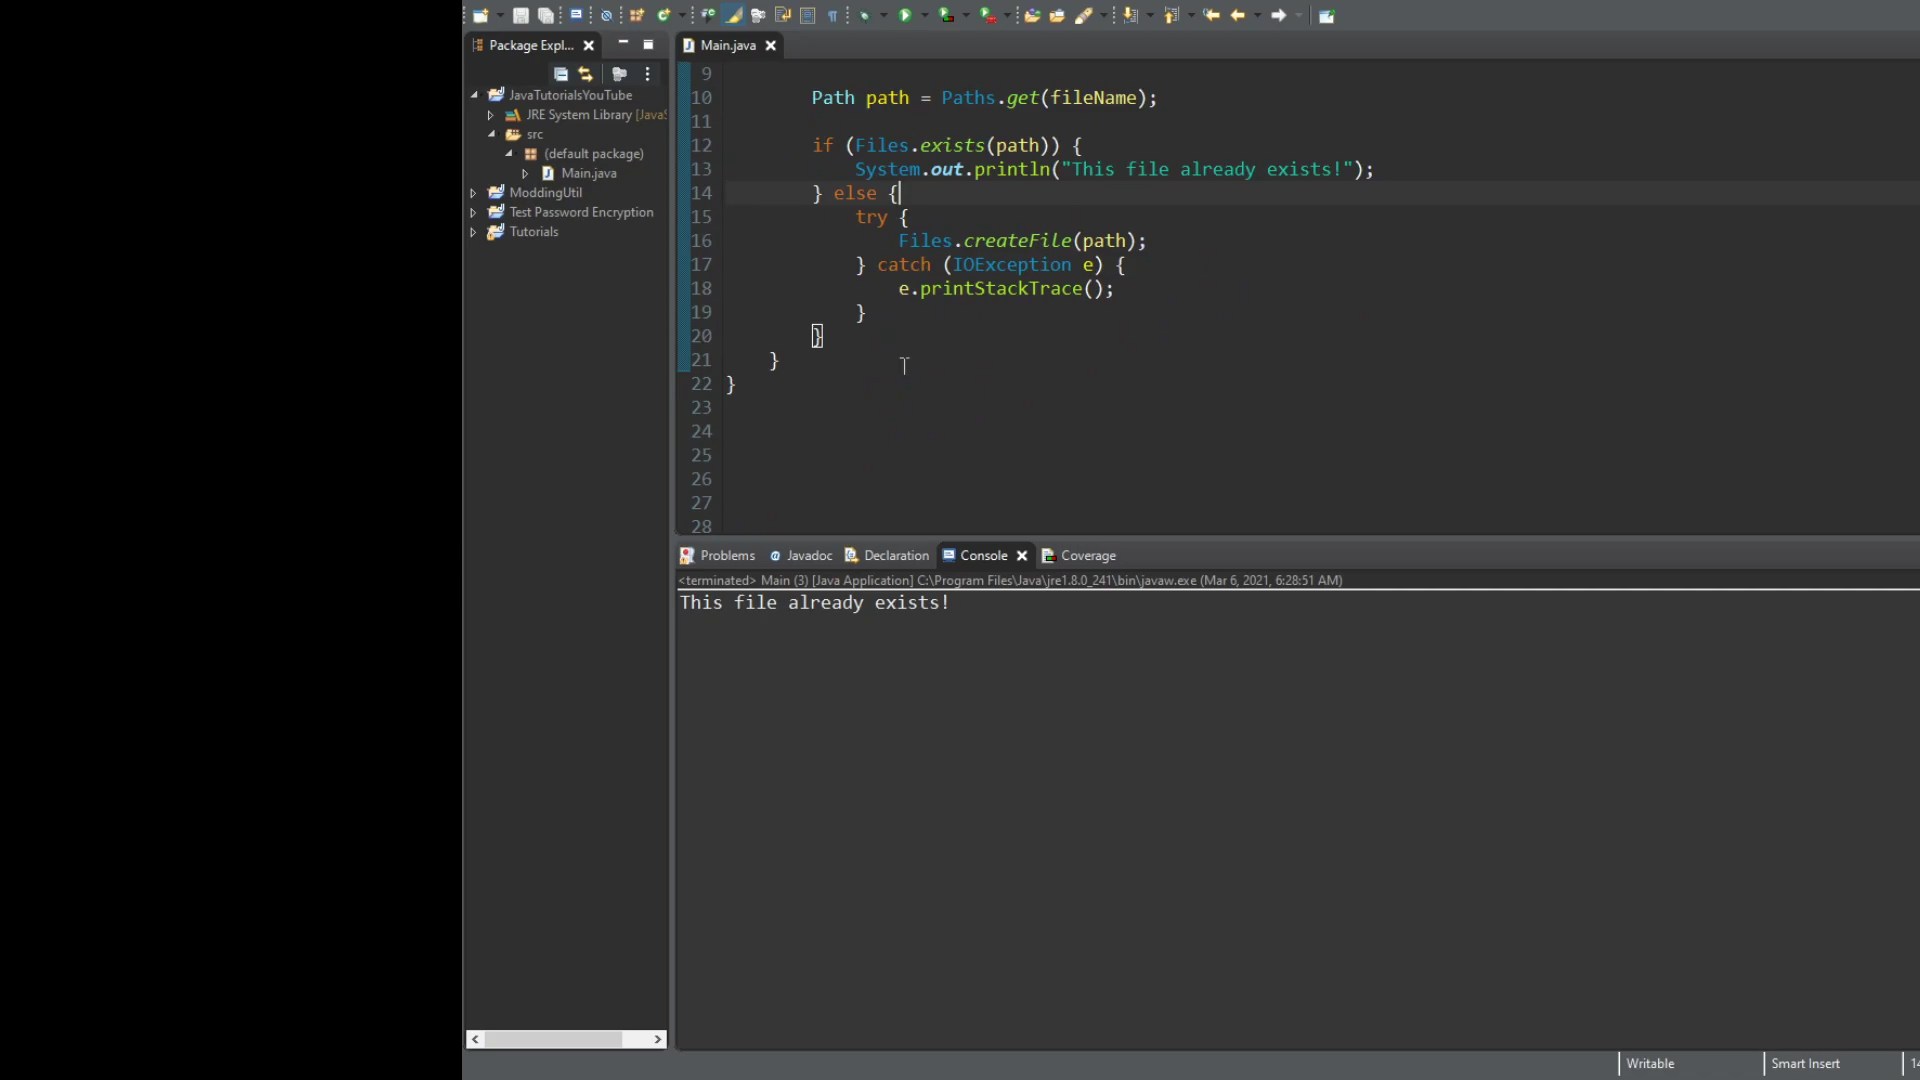 Package Expl...
Main.java
JavaTutorialsYouTube
JRE System Library [JavaS
src
(default package)
Main.java
ModdingUtil
Test Password Encryption
Tutorials
9
10 Path path = Paths.get(fileName);
11
12 if (Files.exists(path)) {
13 System.out.println("This file already exists!");
14 } else {
15 try {
16 Files.createFile(path);
17 } catch (IOException e) {
18 e.printStackTrace();
19 }
20 }
21 }
22 }
23
24
25
26
27
28
Problems Javadoc Declaration Console Coverage
<terminated> Main (3) [Java Application] C:\Program Files\Java\jre1.8.0_241\bin\javaw.exe (Mar 6, 2021, 6:28:51 AM)
This file already exists!
Writable Smart Insert